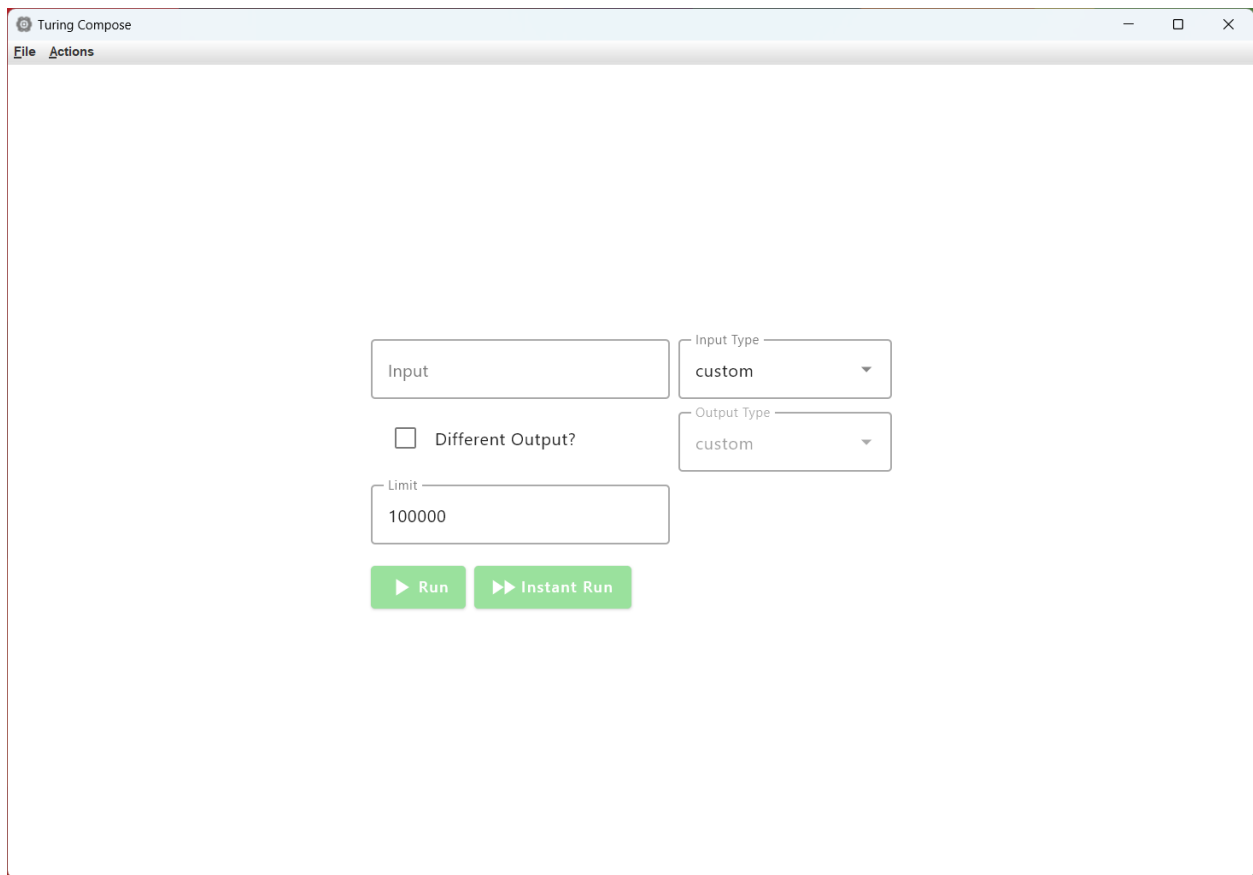 Turing Compose
File Actions
Input Type
Input
custom
Output Type
Different Output?
custom
Limit
100000
Run
Instant Run